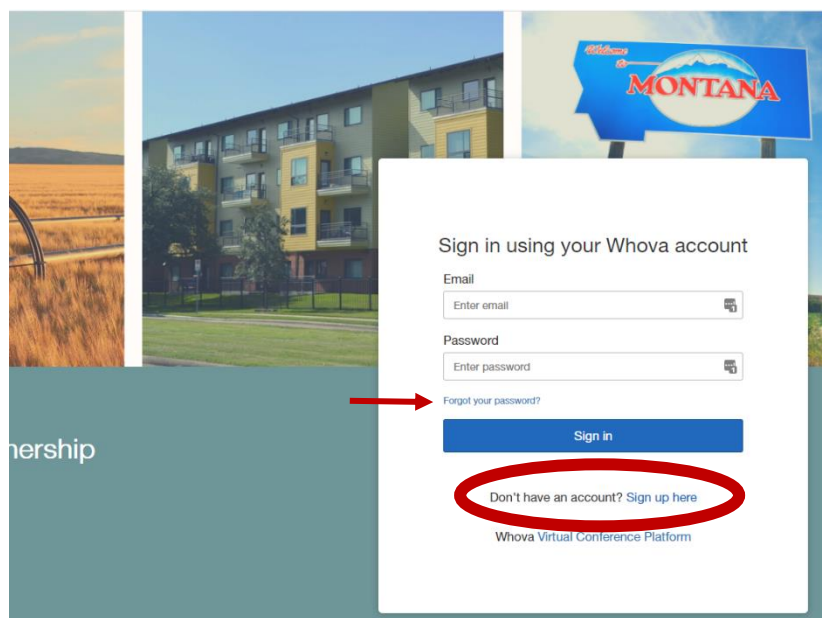 Welcome
to
MONTANA
Sign in using your Whova account
Email
Enter email
Password
Enter password
Forgot your password?
Sign in
nership
Don't have an account? Sign up here
Whova Virtual Conference Platform